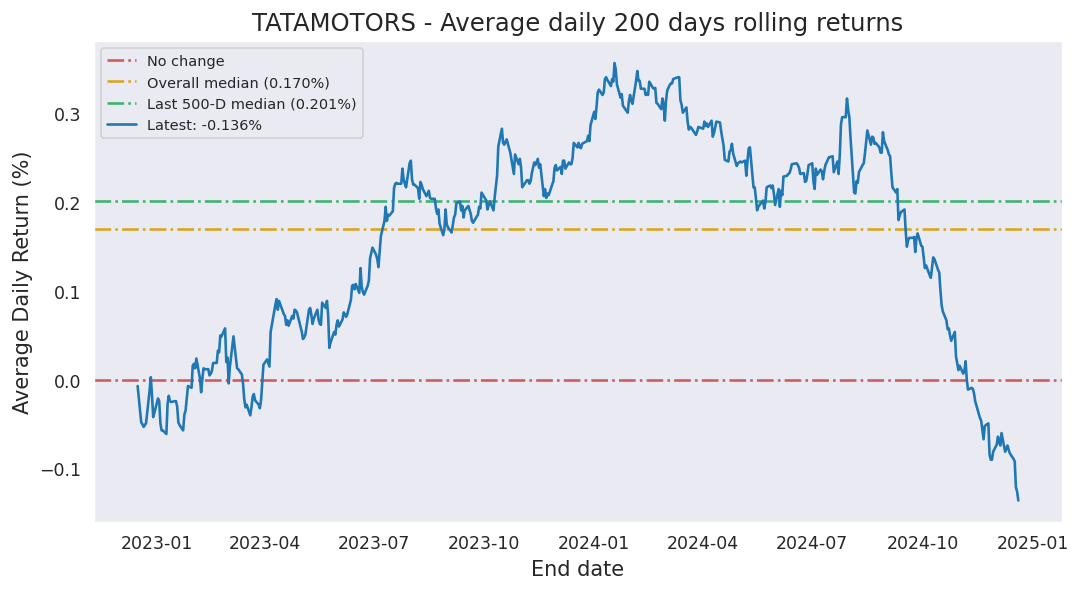 TATAMOTORS - Average daily 200 days rolling returns
No change
Overall median (0.170%)
Last 500-D median (0.201%)
Latest: -0.136%
Average Daily Return (%)
0.3
0.2
0.1
0.0
−0.1
2023-01 2023-04 2023-07 2023-10 2024-01 2024-04 2024-07 2024-10 2025-01
End date